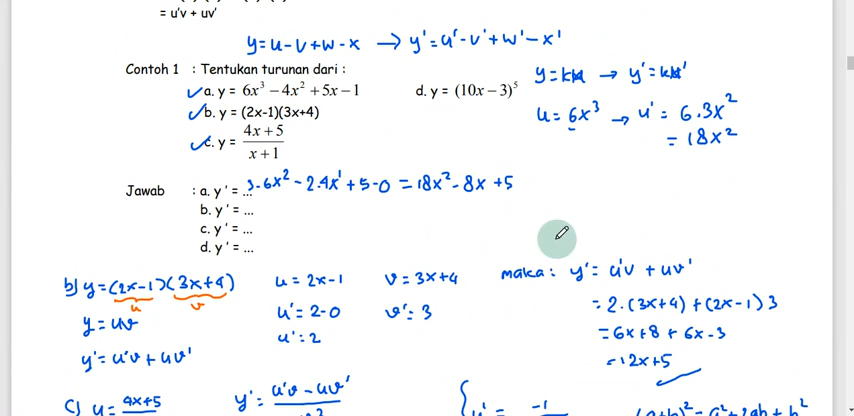 = u'v + uv'
y = u - v + w - x → y' = u' - v' + w' - x'
Contoh 1 : Tentukan turunan dari :
a. y = 6x³ - 4x² + 5x - 1 d. y = (10x - 3)⁵
b. y = (2x-1)(3x+4)
c. y = (4x + 5)/(x + 1)
y = ku → y' = ku'
u = 6x³ → u' = 6.3x²
= 18x²
Jawab : a. y' = ... 3.6x² - 2.4x¹ + 5 - 0 = 18x² - 8x + 5
b. y' = ...
c. y' = ...
d. y' = ...
b) y = (2x-1)(3x+4)
u v
y = uv
y' = u'v + uv'
u = 2x - 1
u' = 2 - 0
u' = 2
v = 3x + 4
v' = 3
maka : y' = u'v + uv'
= 2.(3x+4) + (2x-1) 3
= 6x + 8 + 6x - 3
= 12x + 5
c) u = 4x+5
y' = u'v - uv'
u' = -1
(a+b)² = a² + 2ab + b²